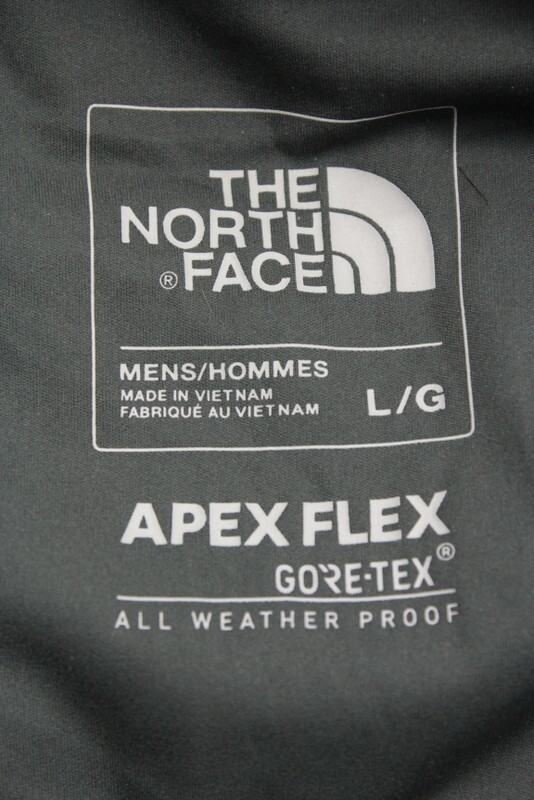 THE
NORTH
® FACE
MENS/HOMMES
MADE IN VIETNAM
FABRIQUÉ AU VIETNAM
L/G
APEX FLEX
GORE-TEX®
ALL WEATHER PROOF